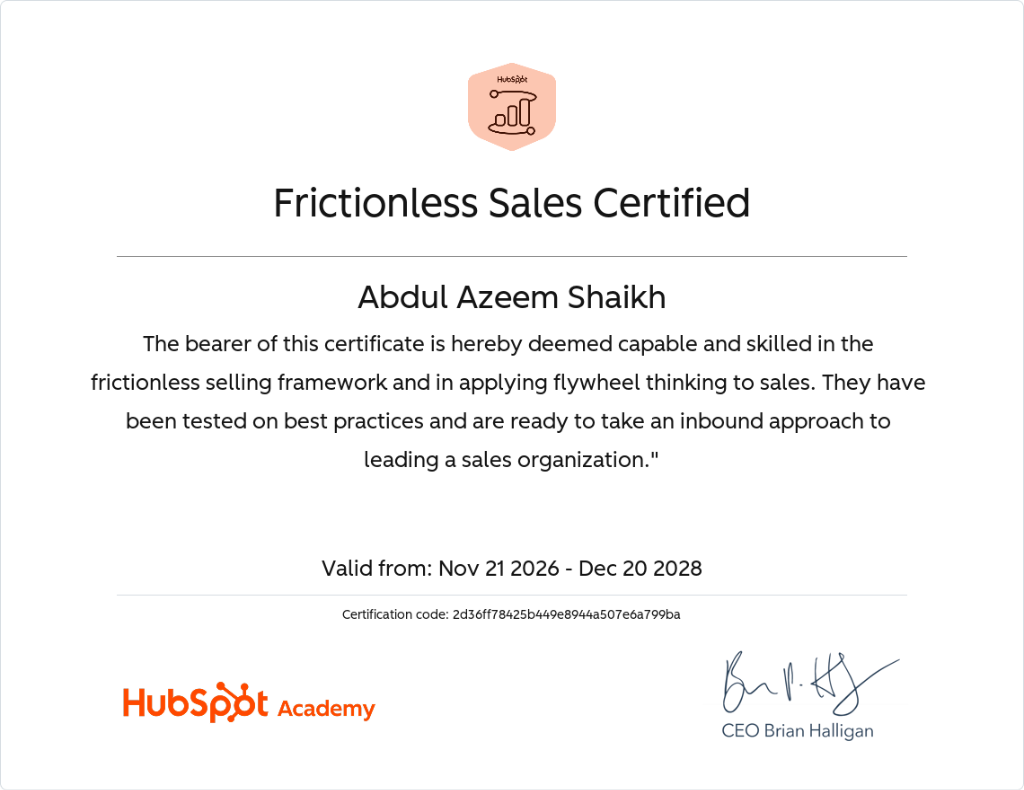 HubSpot
Frictionless Sales Certified
Abdul Azeem Shaikh
The bearer of this certificate is hereby deemed capable and skilled in the
frictionless selling framework and in applying flywheel thinking to sales. They have
been tested on best practices and are ready to take an inbound approach to
leading a sales organization."
Valid from: Nov 21 2026 - Dec 20 2028
Certification code: 2d36ff78425b449e8944a507e6a799ba
HubSpot Academy
CEO Brian Halligan